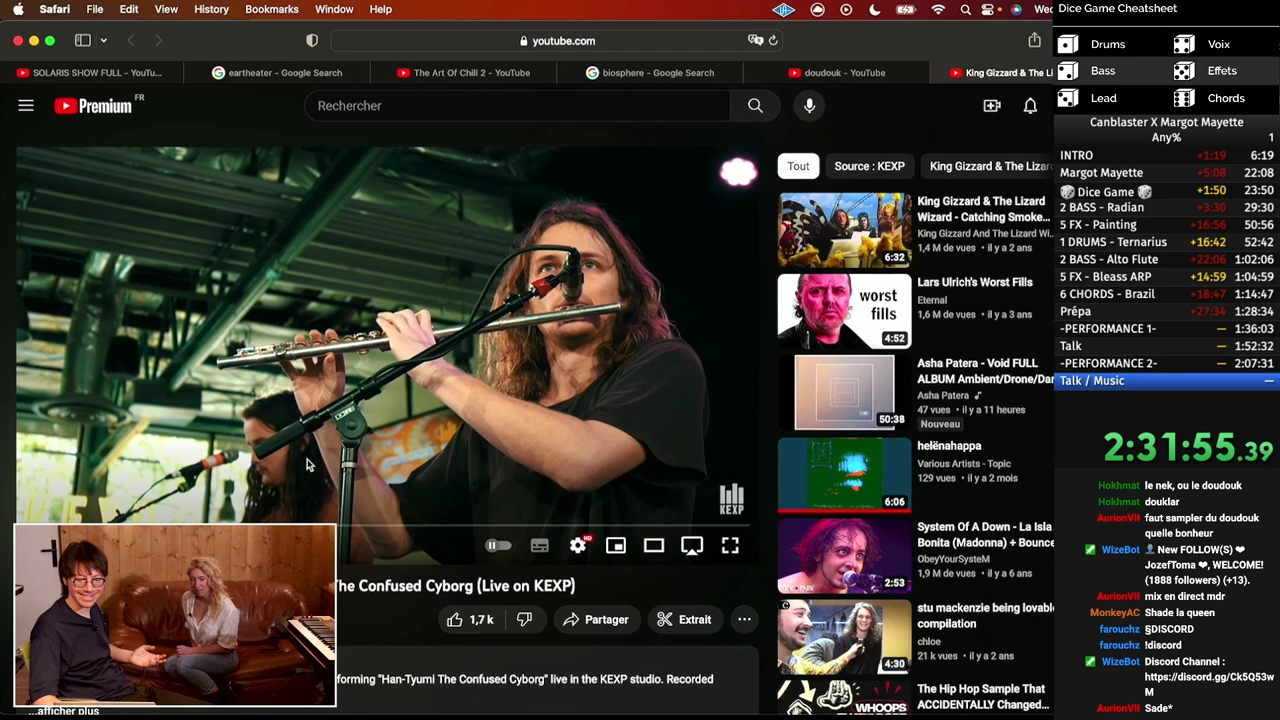 Safari File Edit View History Bookmarks Window Help
youtube.com
SOLARIS SHOW FULL - YouTu...
eartheater - Google Search
The Art Of Chill 2 - YouTube
biosphere - Google Search
doudouk - YouTube
King Gizzard & The Li
Premium FR
Rechercher
KEXP
The Confused Cyborg (Live on KEXP)
1,7 k
Partager
Extrait
forming "Han-Tyumi The Confused Cyborg" live in the KEXP studio. Recorded
...afficher plus
Tout
Source : KEXP
King Gizzard & The Lizard
King Gizzard & The Lizard
Wizard - Catching Smoke...
King Gizzard And The Lizard Wi...
1,4 M de vues • il y a 2 ans
6:32
worst
fills
4:52
Lars Ulrich's Worst Fills
Eternal
1,6 M de vues • il y a 3 ans
50:38
Asha Patera - Void FULL
ALBUM Ambient/Drone/Dar
Asha Patera
47 vues • il y a 11 heures
Nouveau
6:06
helënahappa
Various Artists - Topic
129 vues • il y a 2 mois
2:53
System Of A Down - La Isla
Bonita (Madonna) + Bounce
ObeyYourSysteM
1,9 M de vues • il y a 6 ans
4:30
stu mackenzie being lovable
compilation
chloe
21 k vues • il y a 2 ans
WHOOPS
The Hip Hop Sample That
ACCIDENTALLY Changed...
Dice Game Cheatsheet
Drums Voix
Bass Effets
Lead Chords
Canblaster X Margot Mayette
Any% 1
INTRO +1:19 6:19
Margot Mayette +5:08 22:08
Dice Game +1:50 23:50
2 BASS - Radian +3:30 29:30
5 FX - Painting +16:56 50:56
1 DRUMS - Ternarius +16:42 52:42
2 BASS - Alto Flute +22:06 1:02:06
5 FX - Bleass ARP +14:59 1:04:59
6 CHORDS - Brazil +18:47 1:14:47
Prépa +27:34 1:28:34
-PERFORMANCE 1- — 1:36:03
Talk — 1:52:32
-PERFORMANCE 2- — 2:07:31
Talk / Music —
2:31:55.39
Hokhmat le nek, ou le doudouk
Hokhmat douklar
AurionVII faut sampler du doudouk
quelle bonheur
WizeBot New FOLLOW(S) ❤
JozefToma ❤, WELCOME!
(1888 followers) (+13).
AurionVII mix en direct mdr
MonkeyAC Shade la queen
farouchz §DISCORD
farouchz !discord
WizeBot Discord Channel :
https://discord.gg/Ck5Q53w
M
AurionVII Sade*